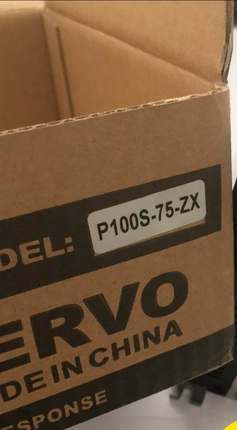 DEL: P100S-75-ZX
ERVO
DE IN CHINA
ESPONSE